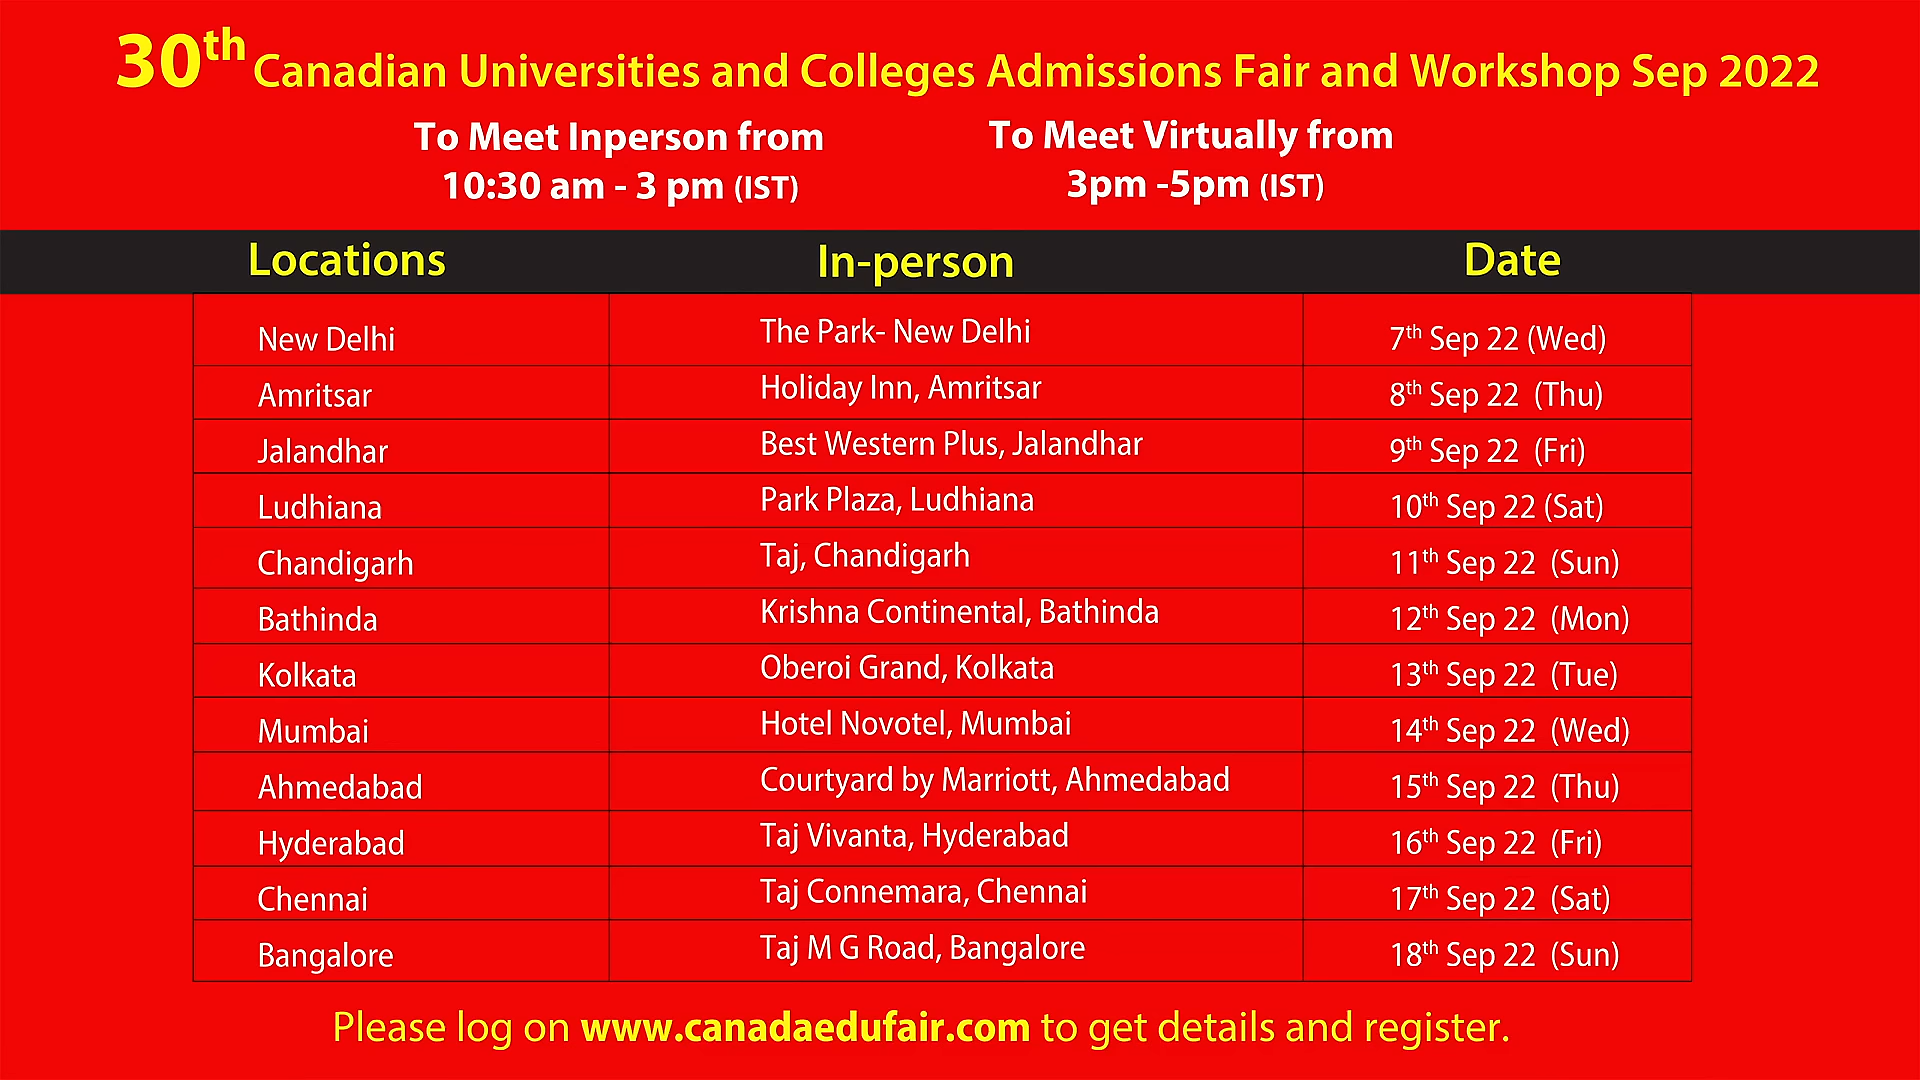 30th Canadian Universities and Colleges Admissions Fair and Workshop Sep 2022
To Meet Inperson from
10:30 am - 3 pm (IST)
To Meet Virtually from
3pm -5pm (IST)
Locations In-person Date
New Delhi The Park- New Delhi 7th Sep 22 (Wed)
Amritsar Holiday Inn, Amritsar 8th Sep 22 (Thu)
Jalandhar Best Western Plus, Jalandhar 9th Sep 22 (Fri)
Ludhiana Park Plaza, Ludhiana 10th Sep 22 (Sat)
Chandigarh Taj, Chandigarh 11th Sep 22 (Sun)
Bathinda Krishna Continental, Bathinda 12th Sep 22 (Mon)
Kolkata Oberoi Grand, Kolkata 13th Sep 22 (Tue)
Mumbai Hotel Novotel, Mumbai 14th Sep 22 (Wed)
Ahmedabad Courtyard by Marriott, Ahmedabad 15th Sep 22 (Thu)
Hyderabad Taj Vivanta, Hyderabad 16th Sep 22 (Fri)
Chennai Taj Connemara, Chennai 17th Sep 22 (Sat)
Bangalore Taj M G Road, Bangalore 18th Sep 22 (Sun)
Please log on www.canadaedufair.com to get details and register.